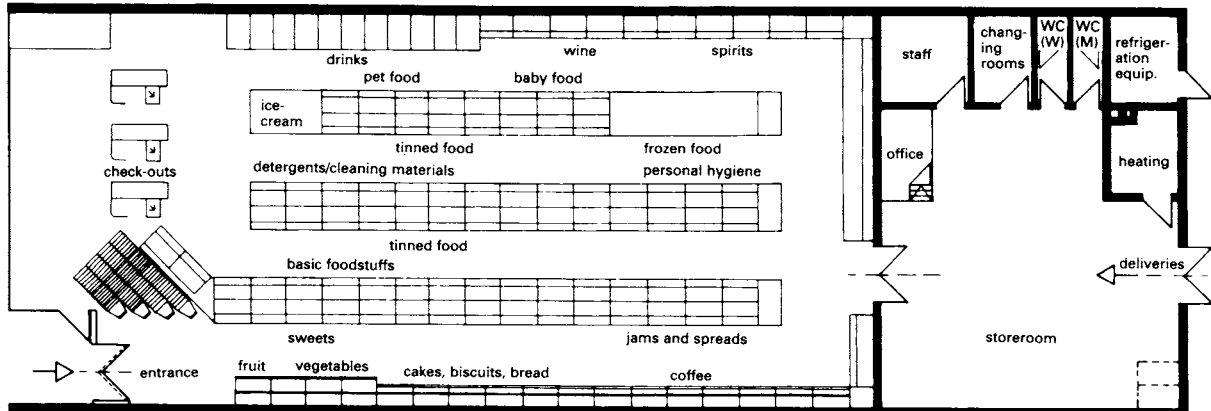 drinks
wine
spirits
pet food
baby food
ice-
cream
tinned food
frozen food
check-outs
detergents/cleaning materials
personal hygiene
tinned food
basic foodstuffs
sweets
jams and spreads
entrance
fruit
vegetables
cakes, biscuits, bread
coffee
staff
chang-
ing
rooms
WC
(W)
WC
(M)
refriger-
ation
equip.
office
heating
deliveries
storeroom